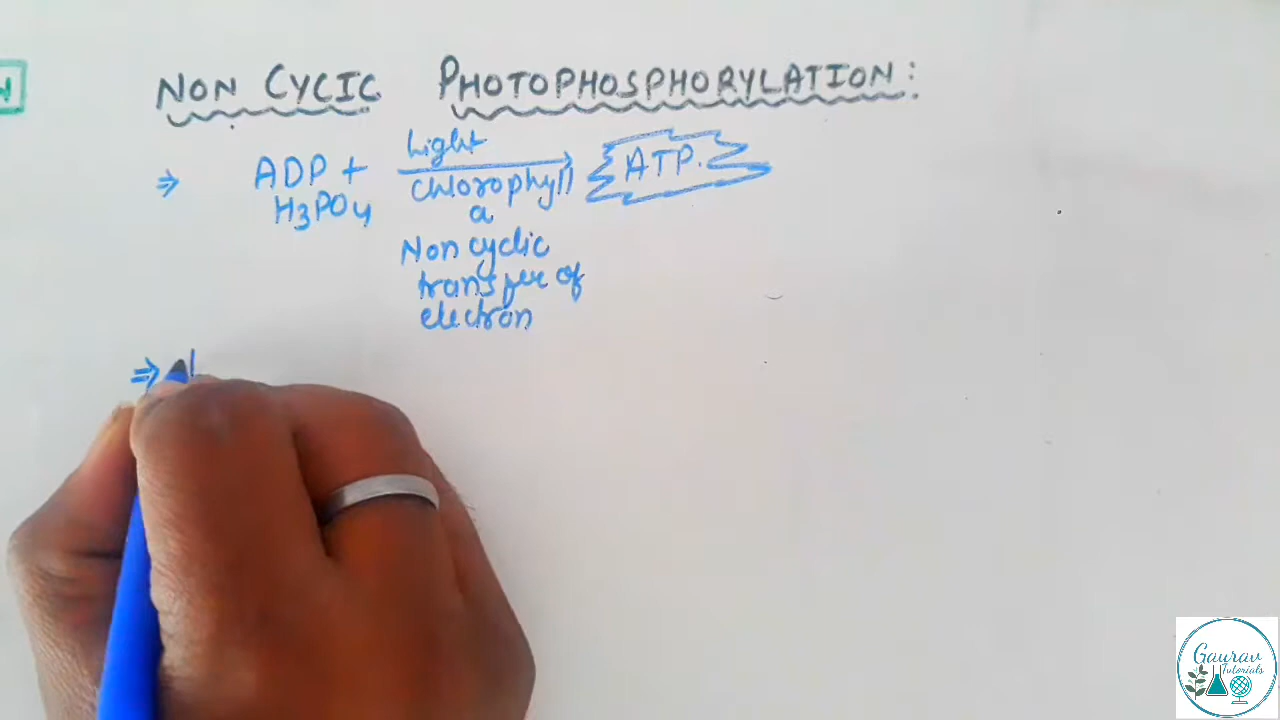 NON CYCLIC PHOTOPHOSPHORYLATION:
⇒ ADP + H3PO4
Light
chlorophyll
a
Non cyclic
transfer of
electron
ATP.
⇒
Gaurav
Tutorials